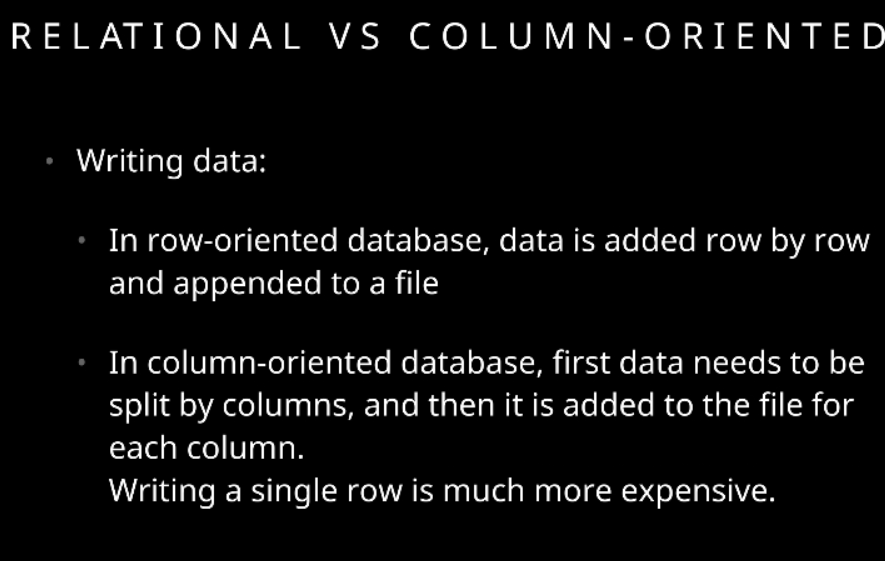 RELATIONAL VS COLUMN-ORIENTED
• Writing data:
• In row-oriented database, data is added row by row
and appended to a file
• In column-oriented database, first data needs to be
split by columns, and then it is added to the file for
each column.
Writing a single row is much more expensive.